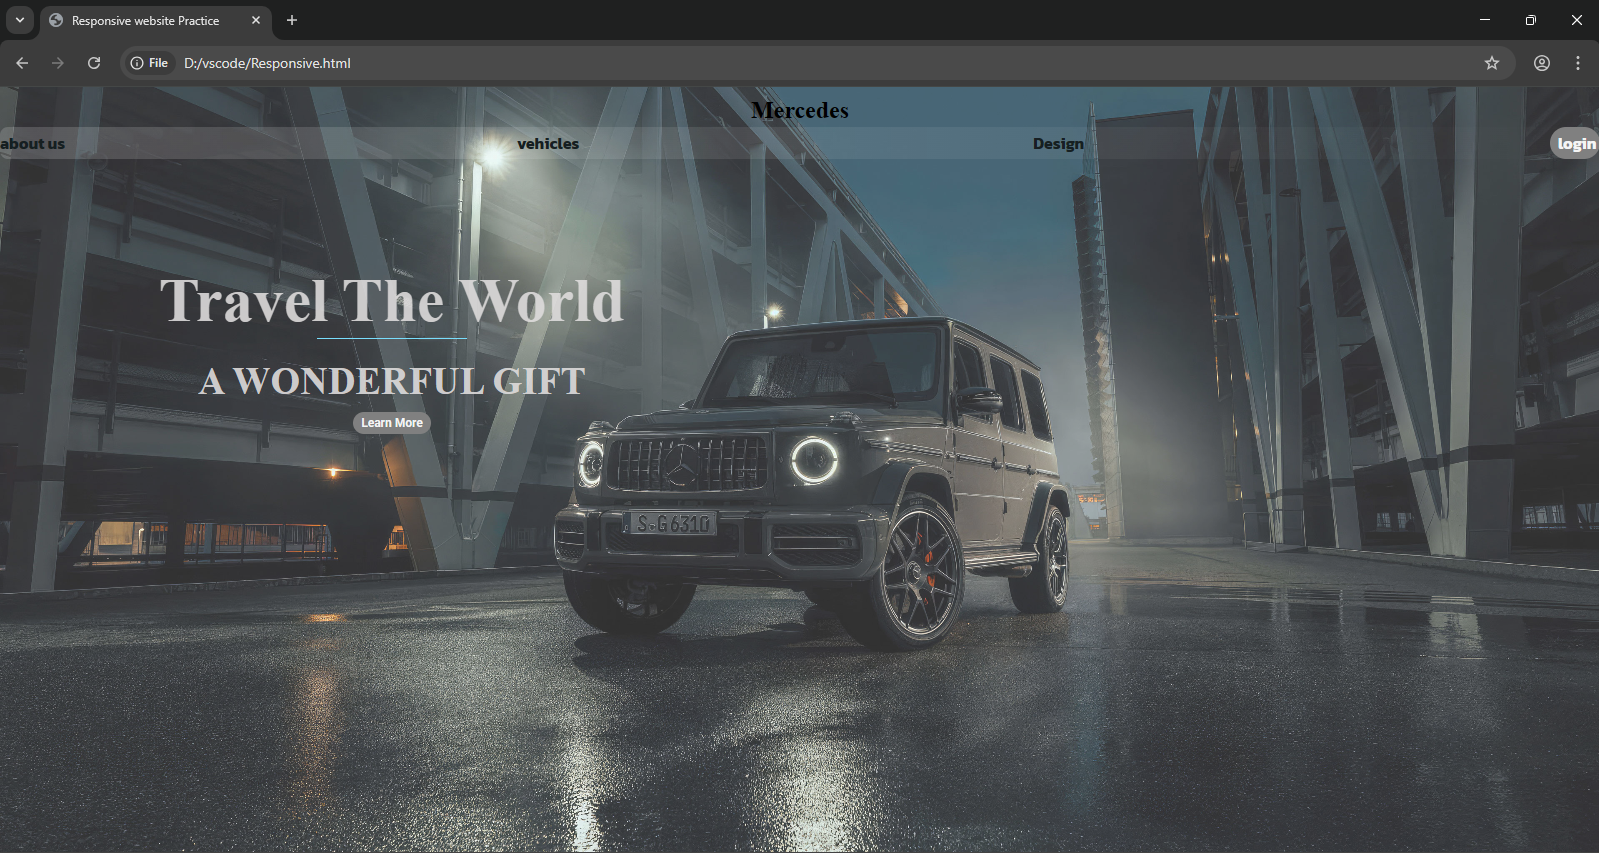 Responsive website Practice
File D:/vscode/Responsive.html
Mercedes
about us vehicles Design login
Travel The World
A WONDERFUL GIFT
Learn More
S-G 6310